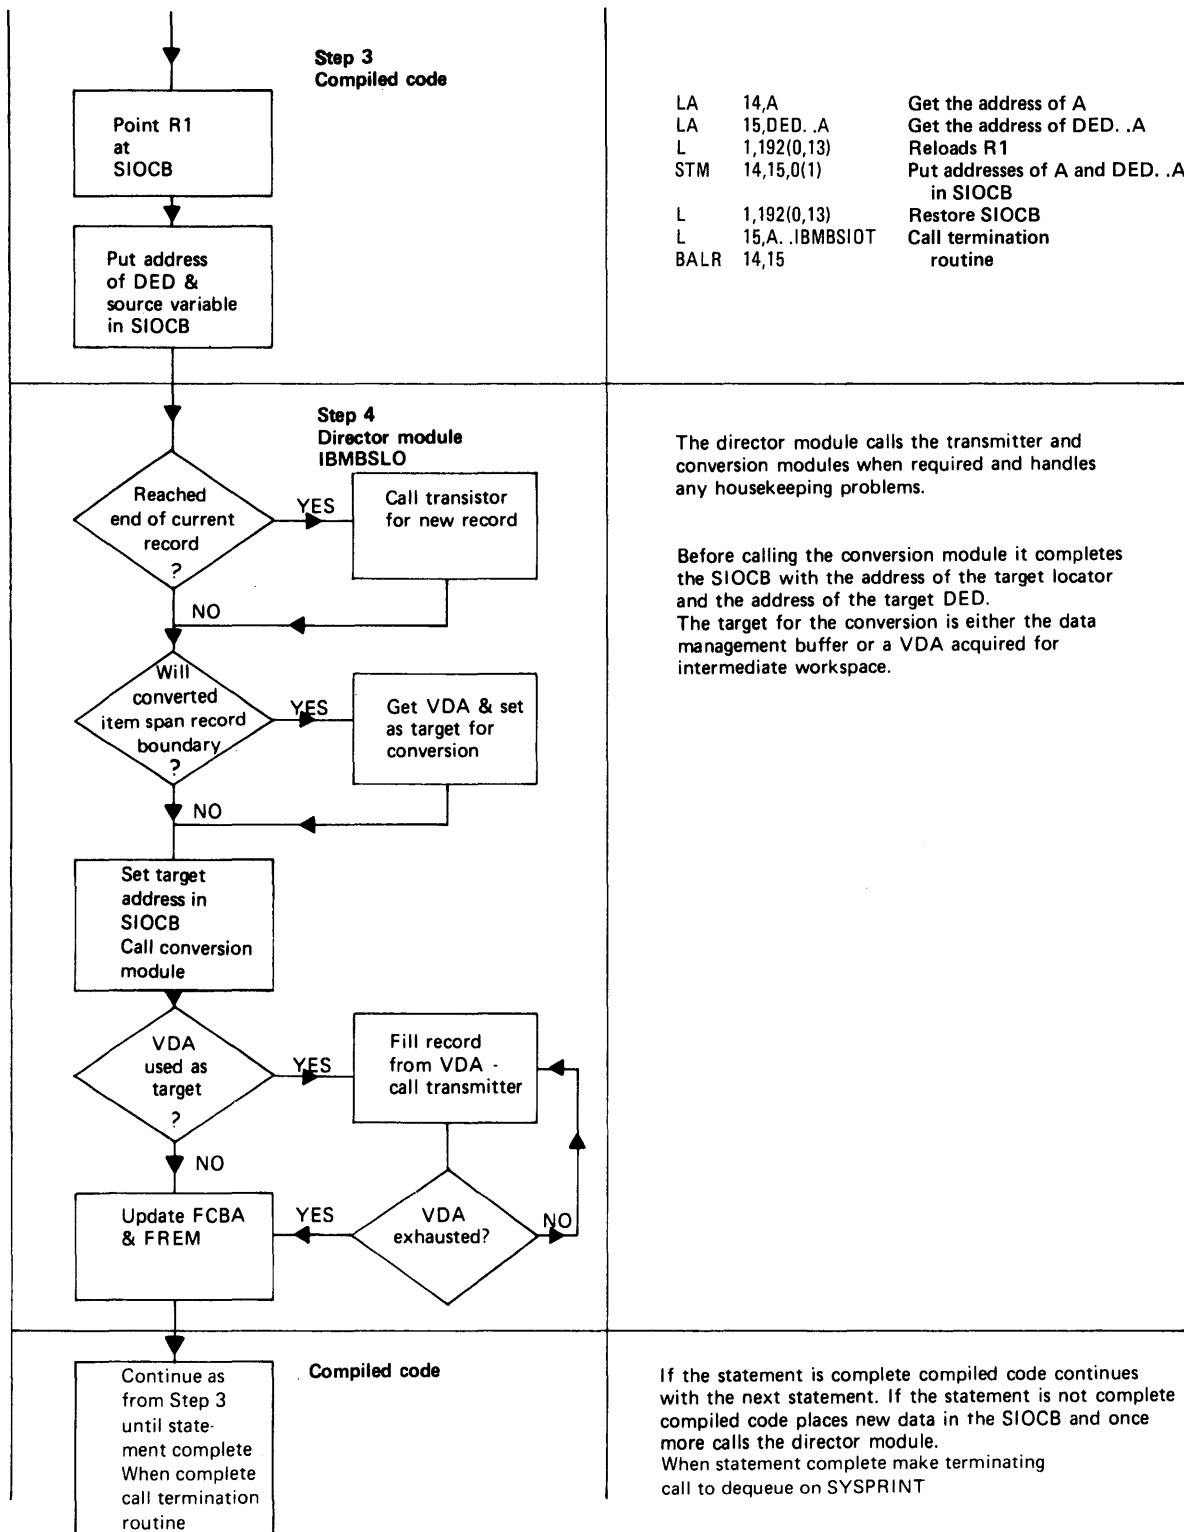 Step 3
Compiled code
Point R1
at
SIOCB
Put address
of DED &
source variable
in SIOCB
LA 14,A Get the address of A
LA 15,DED. .A Get the address of DED. .A
L 1,192(0,13) Reloads R1
STM 14,15,0(1) Put addresses of A and DED. .A
in SIOCB
L 1,192(0,13) Restore SIOCB
L 15,A. .IBMBSIOT Call termination
BALR 14,15 routine
Step 4
Director module
IBMBSLO
Reached
end of current
record
?
YES
Call transistor
for new record
NO
Will
converted
item span record
boundary
?
YES
Get VDA & set
as target for
conversion
NO
Set target
address in
SIOCB
Call conversion
module
VDA
used as
target
?
YES
Fill record
from VDA -
call transmitter
NO
Update FCBA
& FREM
YES
VDA
exhausted?
NO
The director module calls the transmitter and
conversion modules when required and handles
any housekeeping problems.
Before calling the conversion module it completes
the SIOCB with the address of the target locator
and the address of the target DED.
The target for the conversion is either the data
management buffer or a VDA acquired for
intermediate workspace.
Compiled code
Continue as
from Step 3
until state-
ment complete
When complete
call termination
routine
If the statement is complete compiled code continues
with the next statement. If the statement is not complete
compiled code places new data in the SIOCB and once
more calls the director module.
When statement complete make terminating
call to dequeue on SYSPRINT